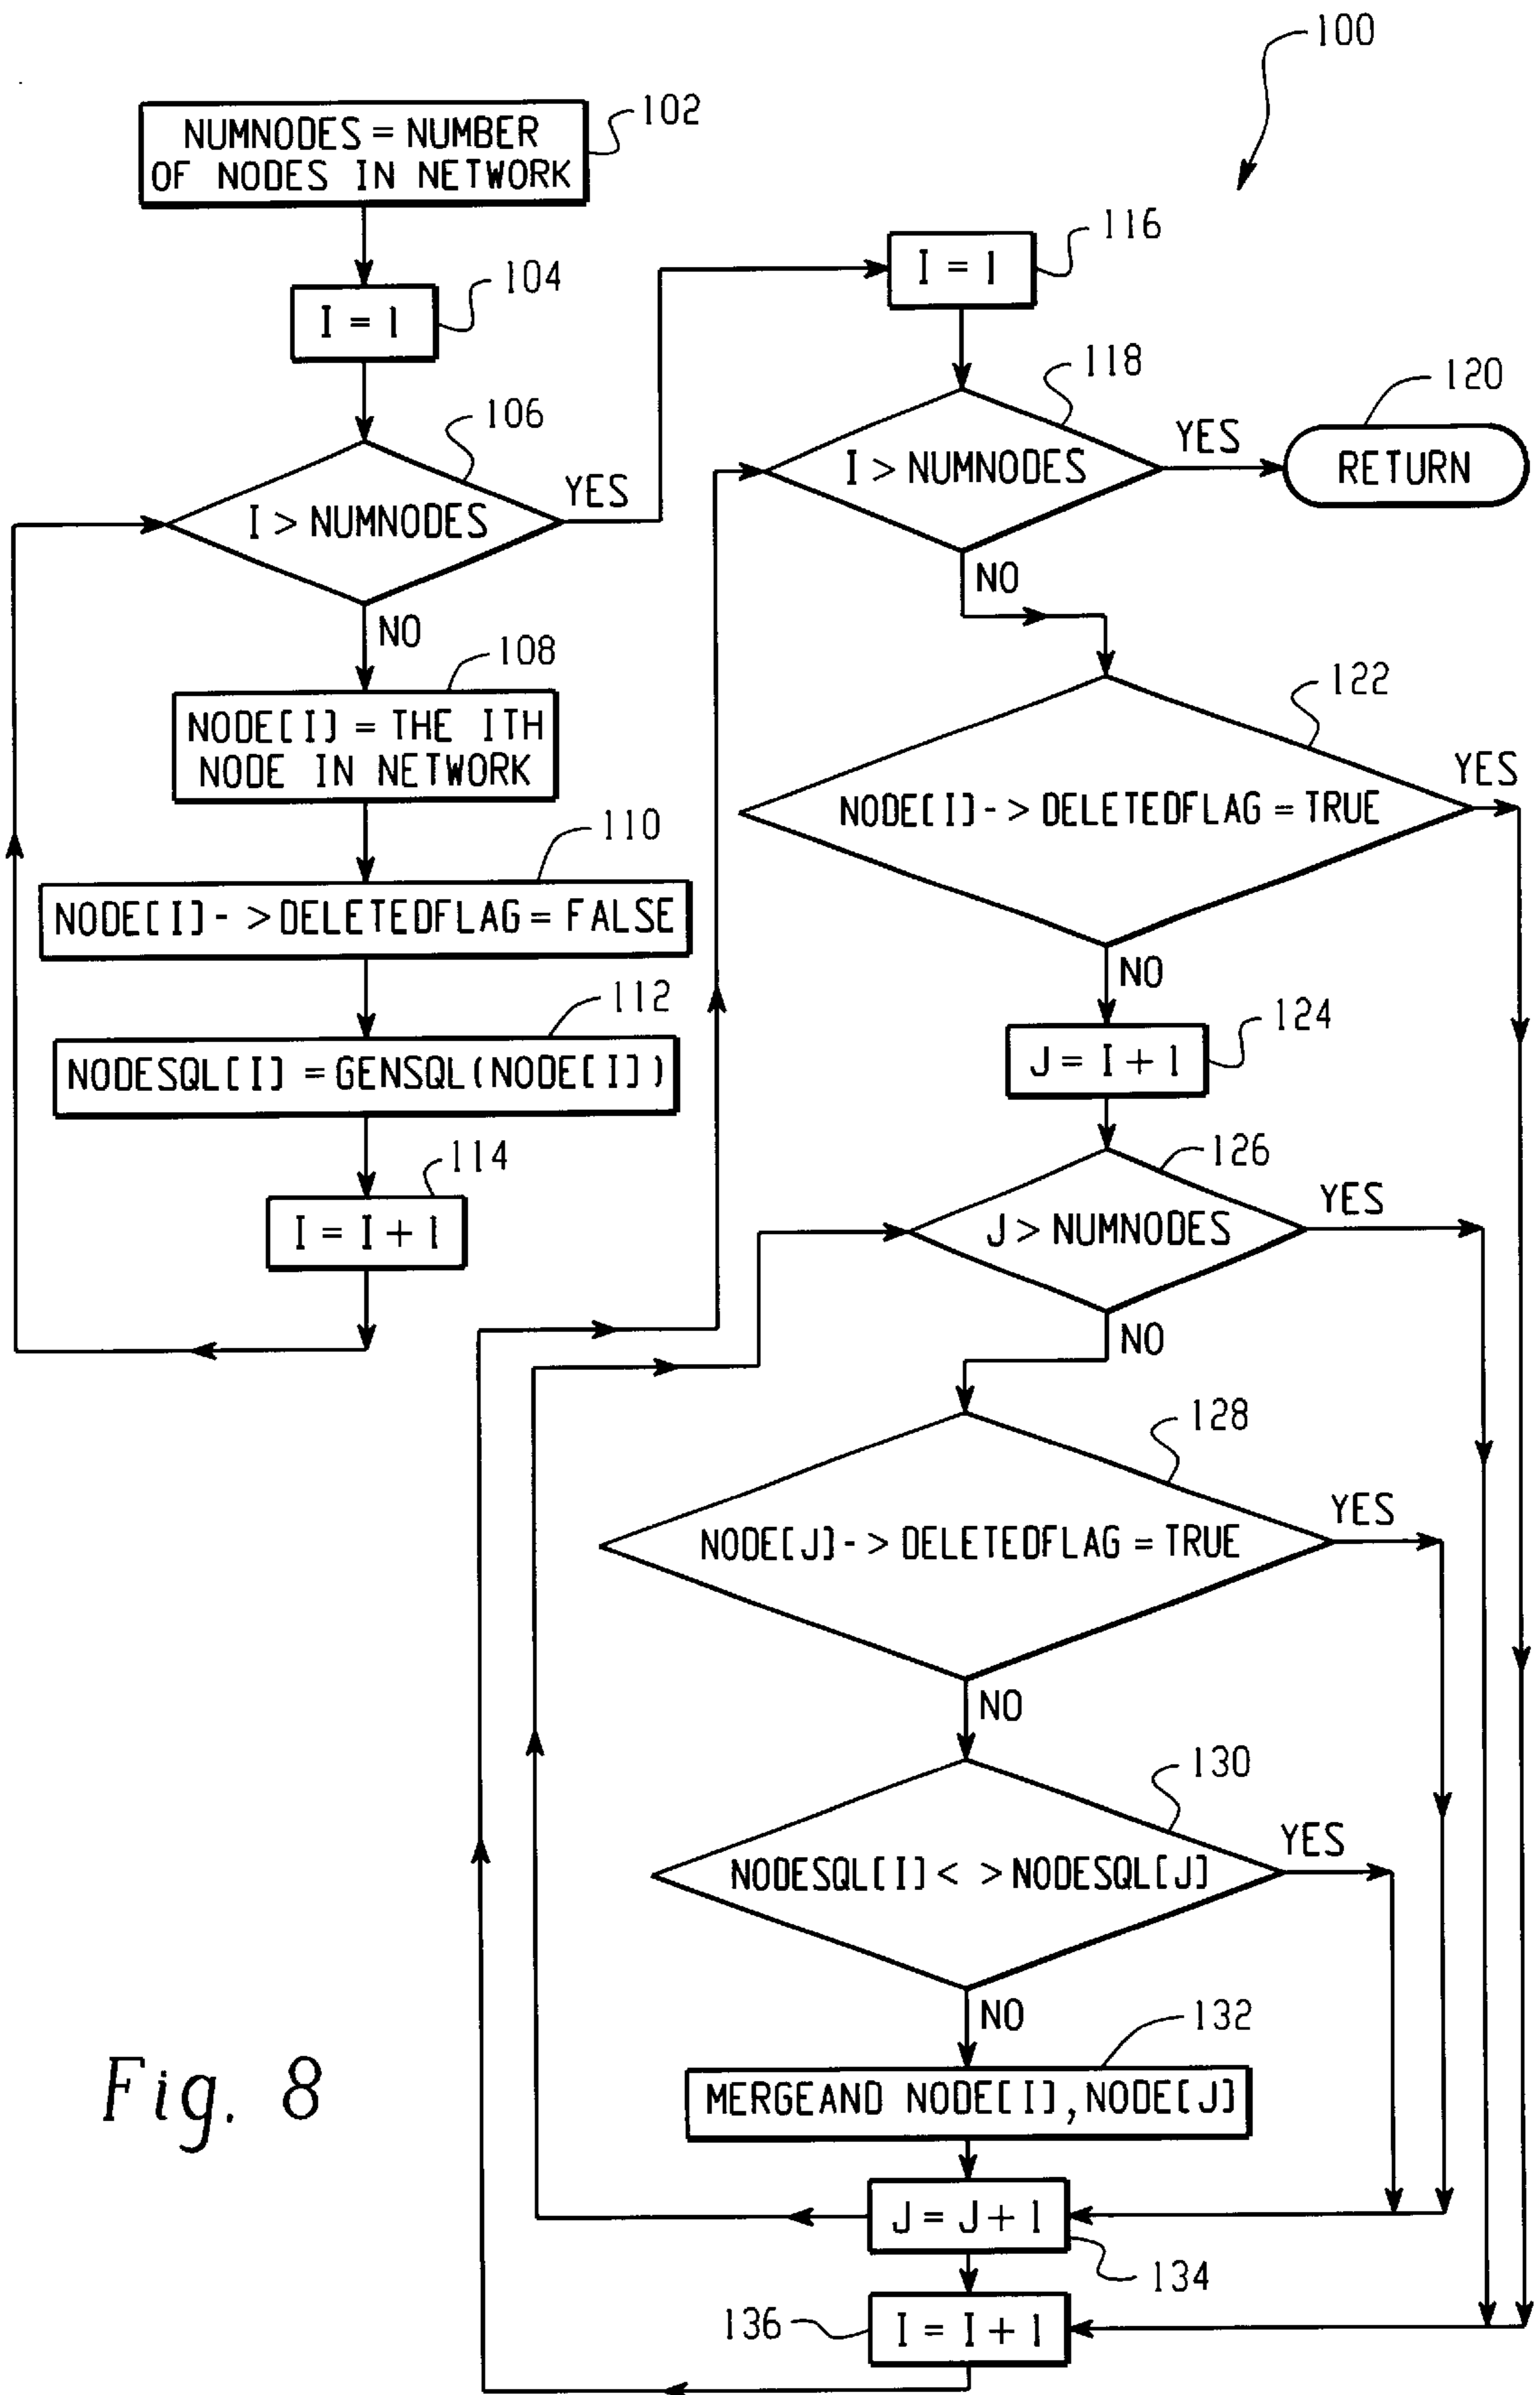 100
NUMNODES = NUMBER
OF NODES IN NETWORK
102
I = 1
104
I > NUMNODES
106
YES
NO
NODE[I] = THE ITH
NODE IN NETWORK
108
NODE[I]- >DELETEDFLAG = FALSE
110
NODESQL[I] = GENSQL(NODE[I])
112
I = I + 1
114
I = 1
116
I > NUMNODES
118
YES
RETURN
120
NO
NODE[I]- > DELETEDFLAG = TRUE
122
YES
NO
J = I + 1
124
J > NUMNODES
126
YES
NO
NODE[J]- > DELETEDFLAG = TRUE
128
YES
NO
NODESQL[I] < > NODESQL[J]
130
YES
NO
MERGEAND NODE[I], NODE[J]
132
J = J + 1
134
I = I + 1
136
Fig. 8